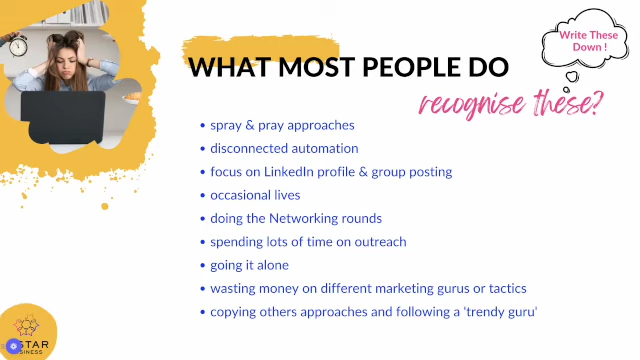 Write These
Down !
WHAT MOST PEOPLE DO
recognise these?
• spray & pray approaches
• disconnected automation
• focus on LinkedIn profile & group posting
• occasional lives
• doing the Networking rounds
• spending lots of time on outreach
• going it alone
• wasting money on different marketing gurus or tactics
• copying others approaches and following a 'trendy guru'
STAR